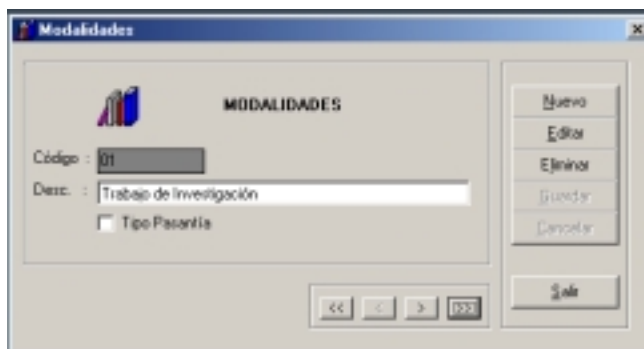 Modalidades
MODALIDADES
Código : 01
Desc. : Trabajo de Investigación
Tipo Pasantía
Nuevo
Editar
Eliminar
Guardar
Cancelar
Salir
<< < > >>